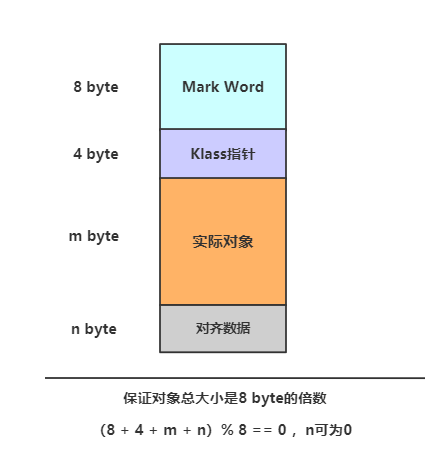 8 byte Mark Word
4 byte Klass指针
m byte 实际对象
n byte 对齐数据
保证对象总大小是8 byte的倍数
（8 + 4 + m + n）% 8 == 0 ，n可为0